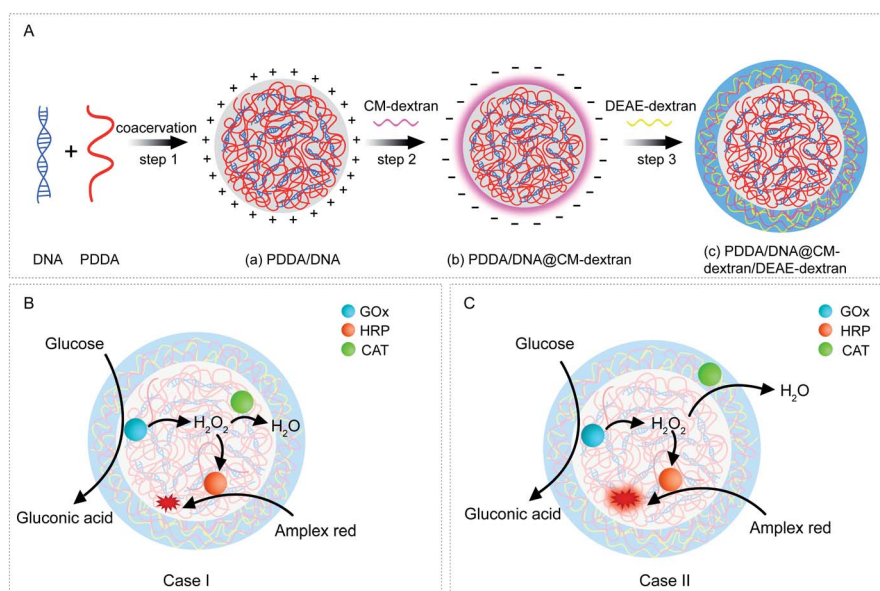 A
DNA
+
PDDA
coacervation
step 1
(a) PDDA/DNA
CM-dextran
step 2
(b) PDDA/DNA@CM-dextran
DEAE-dextran
step 3
(c) PDDA/DNA@CM-
dextran/DEAE-dextran
B
GOx
HRP
CAT
Glucose
H₂O₂
H₂O
Gluconic acid
Amplex red
Case I
C
GOx
HRP
CAT
Glucose
H₂O
H₂O₂
Gluconic acid
Amplex red
Case II